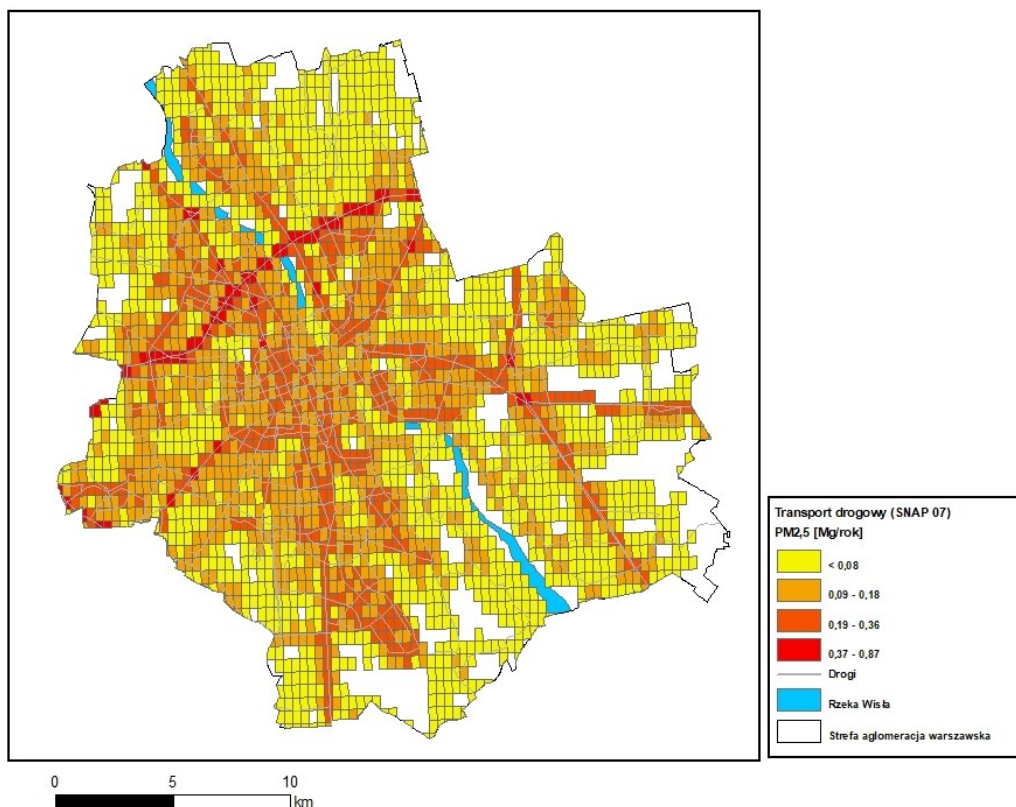 Transport drogowy (SNAP 07)
PM2,5 [Mg/rok]
< 0,08
0,09 - 0,18
0,19 - 0,36
0,37 - 0,87
Drogi
Rzeka Wisła
Strefa aglomeracja warszawska
0 5 10
km